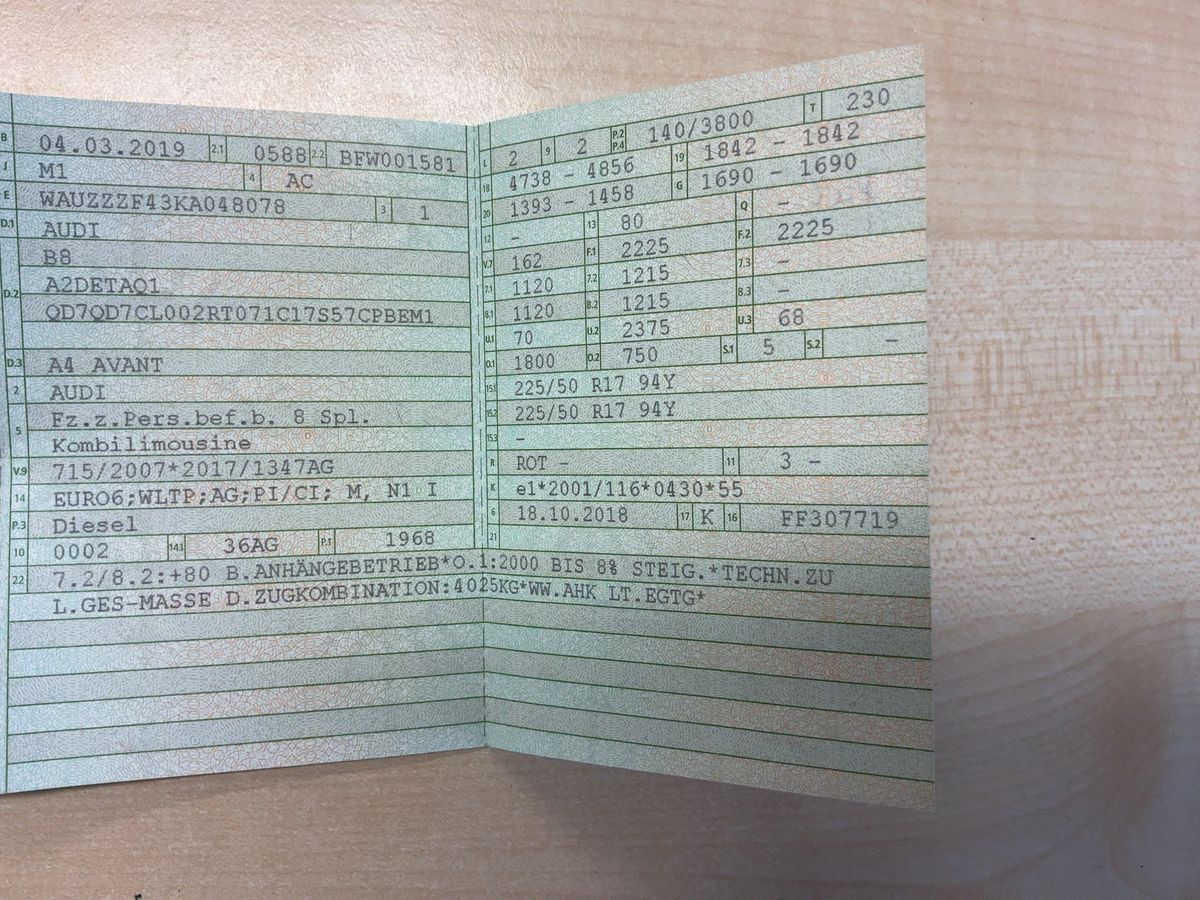 B 04.03.2019 2.1 0588 2.2 BFW001581
J M1 4 AC
E WAUZZZF43KA048078 3 1
D.1 AUDI
B8
D.2 A2DETAQ1
QD7QD7CL002RT071C17S57CPBEM1
D.3 A4 AVANT
2 AUDI
5 Fz.z.Pers.bef.b. 8 Spl.
Kombilimousine
V.9 715/2007*2017/1347AG
14 EURO6;WLTP;AG;PI/CI; M, N1 I
P.3 Diesel
10 0002 14.1 36AG P.1 1968
L 2 9 2 P.2 P.4 140/3800 T 230
18 4738 - 4856 19 1842 - 1842
20 1393 - 1458 G 1690 - 1690
12 - 13 80 Q -
V.7 162 F.1 2225 F.2 2225
7.1 1120 7.2 1215 7.3 -
8.1 1120 8.2 1215 8.3 -
U.1 70 U.2 2375 U.3 68
O.1 1800 O.2 750 S.1 5 S.2 -
15.1 225/50 R17 94Y
15.2 225/50 R17 94Y
15.3 -
R ROT - 11 3 -
K e1*2001/116*0430*55
6 18.10.2018 17 K 16 FF307719
21
22 7.2/8.2:+80 B.ANHÄNGEBETRIEB*O.1:2000 BIS 8% STEIG.*TECHN.ZU
L.GES-MASSE D.ZUGKOMBINATION:4025KG*WW.AHK LT.EGTG*